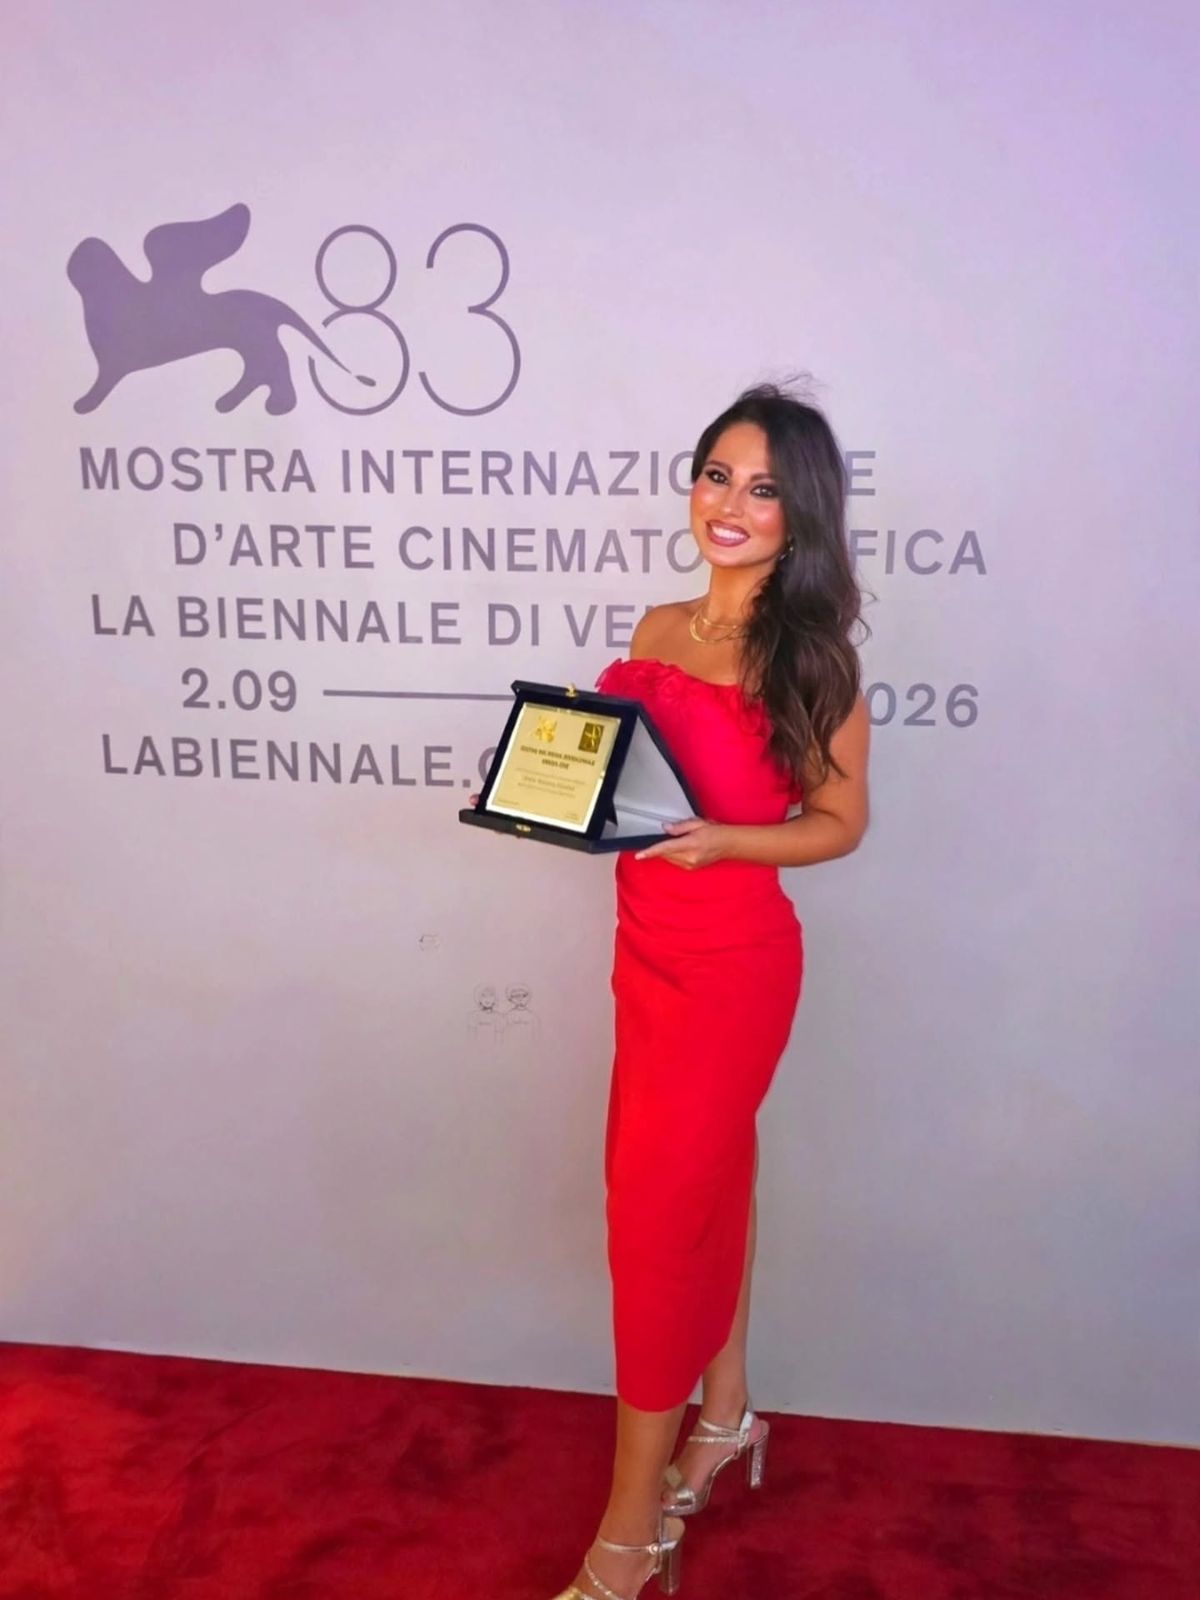 83
MOSTRA INTERNAZIO E
D'ARTE CINEMATO FICA
LA BIENNALE DI VE
2.09 026
LABIENNALE.